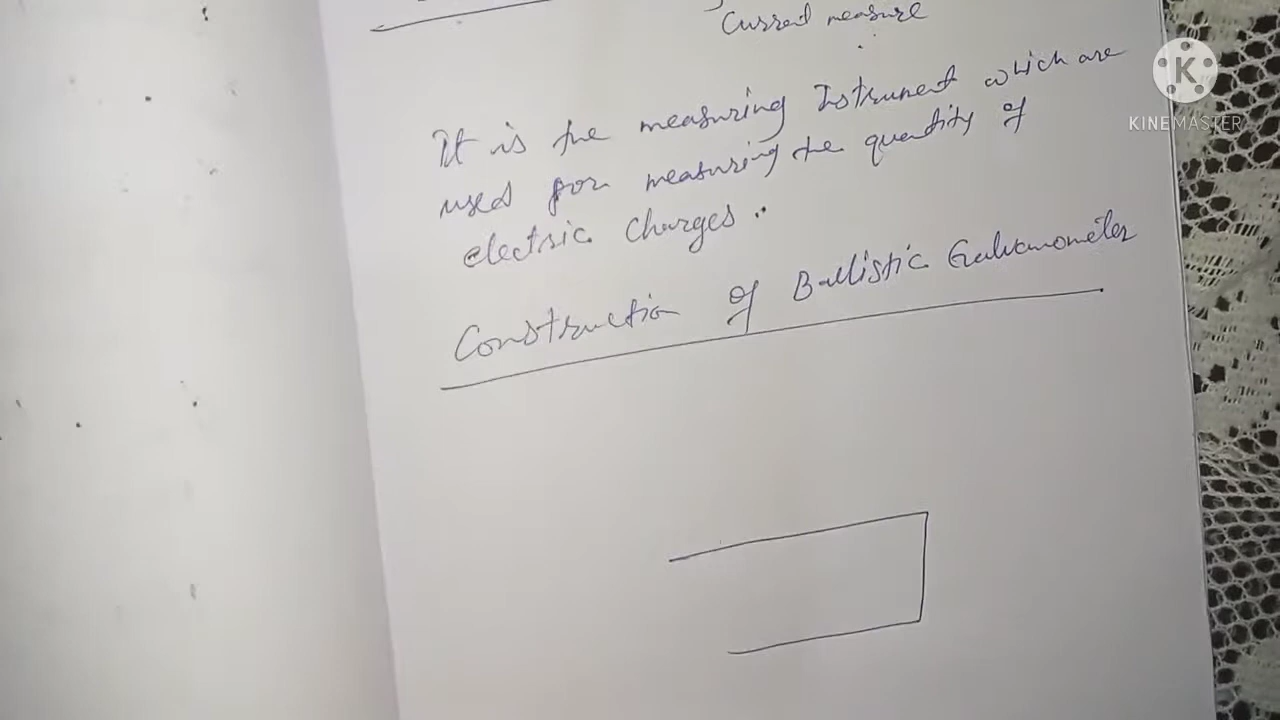 Current measure
It is the measuring Instrument which are
used for measuring the quantity of
electric charges.
Construction of Ballistic Galvanometer
K
KINEMASTER